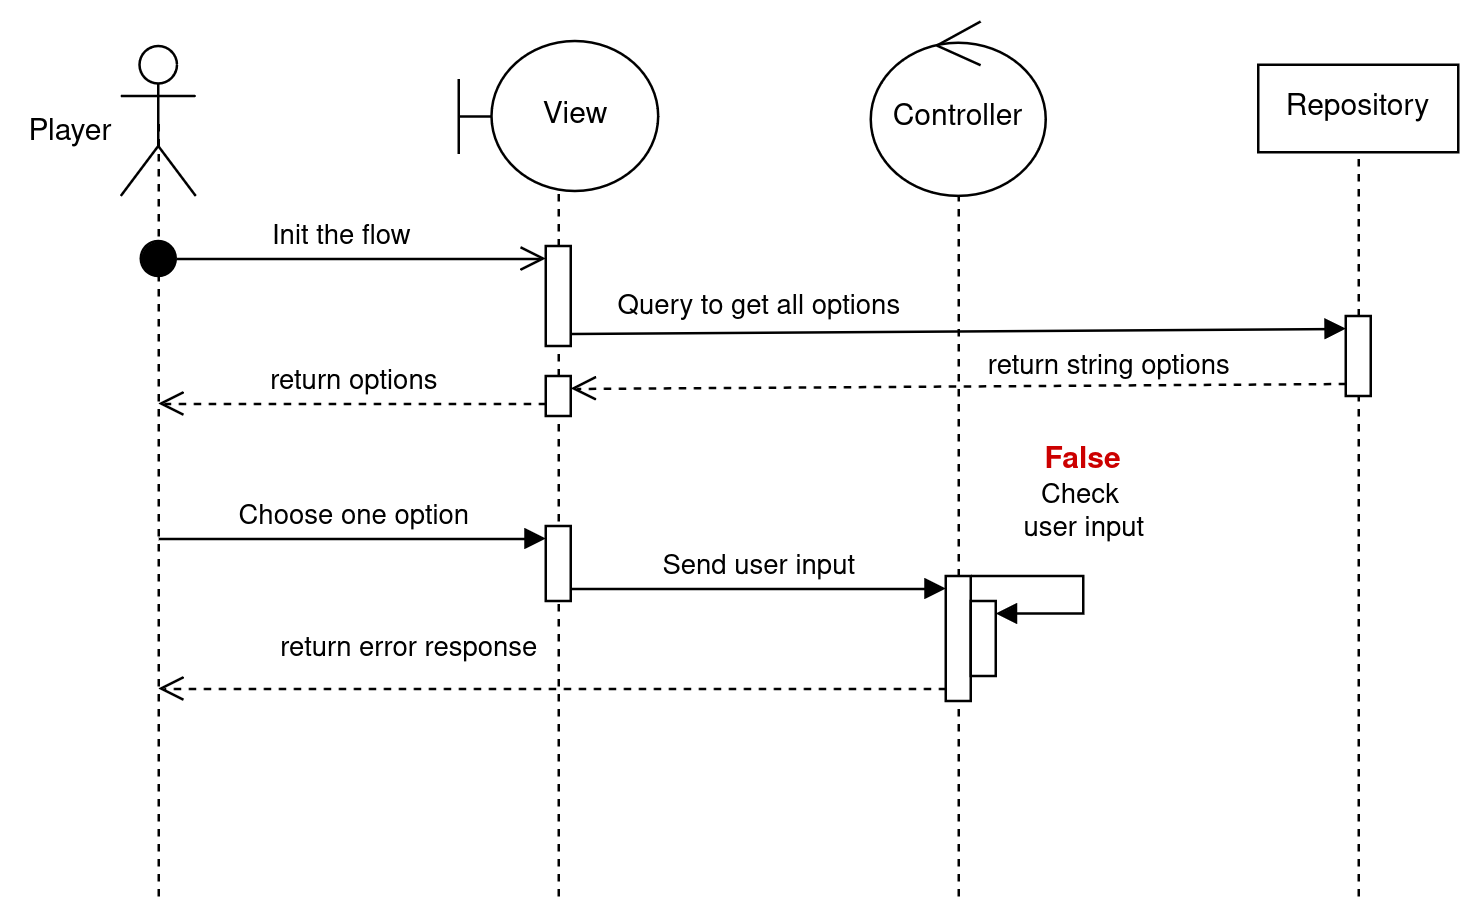 Player
View
Controller
Repository
Init the flow
Query to get all options
return string options
return options
False
Check
user input
Choose one option
Send user input
return error response